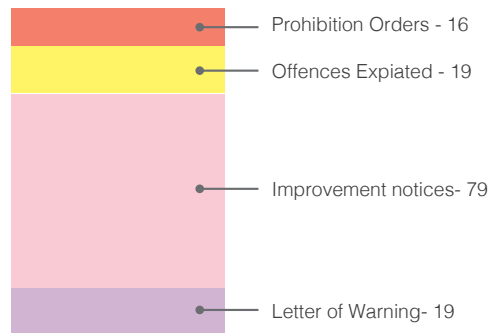 Prohibition Orders - 16
Offences Expiated - 19
Improvement notices- 79
Letter of Warning- 19